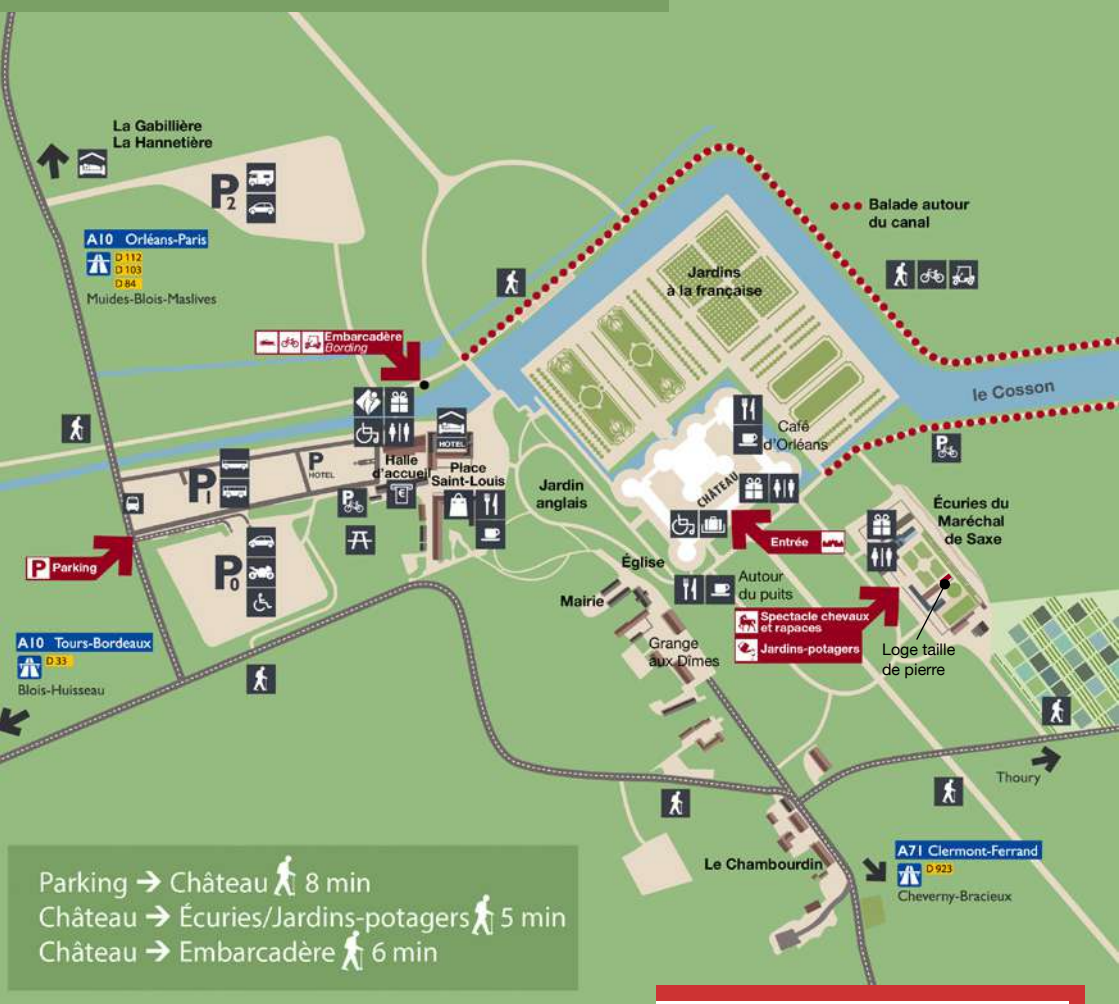 La Gabillière
La Hannetière
P2
A10 Orléans-Paris
D 112
D 103
D 84
Muides-Blois-Maslives
Balade autour
du canal
Jardins
à la française
Embarcadère
Bording
le Cosson
HOTEL
Café
d'Orléans
P
HOTEL
Halle
d'accueil
Place
Saint-Louis
P1
P
€
P
CHÂTEAU
Jardin
anglais
Écuries du
Maréchal
de Saxe
Entrée
P Parking
P0
Église
Autour
du puits
Mairie
Spectacle chevaux
et rapaces
Jardins-potagers
Grange
aux Dîmes
Loge taille
de pierre
A10 Tours-Bordeaux
D 33
Blois-Huisseau
Thoury
Le Chambourdin
A71 Clermont-Ferrand
D 923
Cheverny-Bracieux
Parking → Château 8 min
Château → Écuries/Jardins-potagers 5 min
Château → Embarcadère 6 min